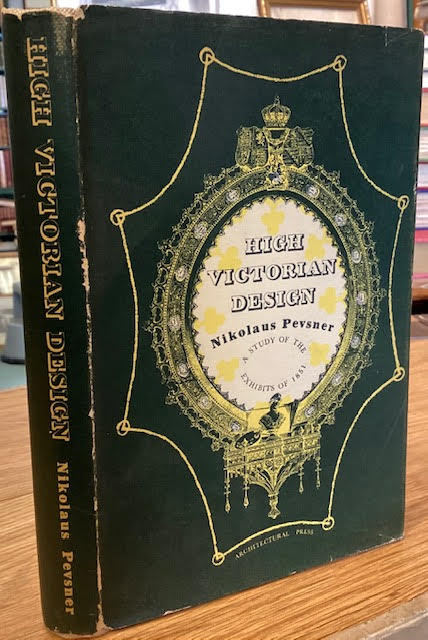 HIGH VICTORIAN DESIGN Nikolaus Pevsner
HIGH
VICTORIAN
DESIGN
Nikolaus Pevsner
A STUDY OF THE
EXHIBITS OF 1851
ARCHITECTURAL PRESS